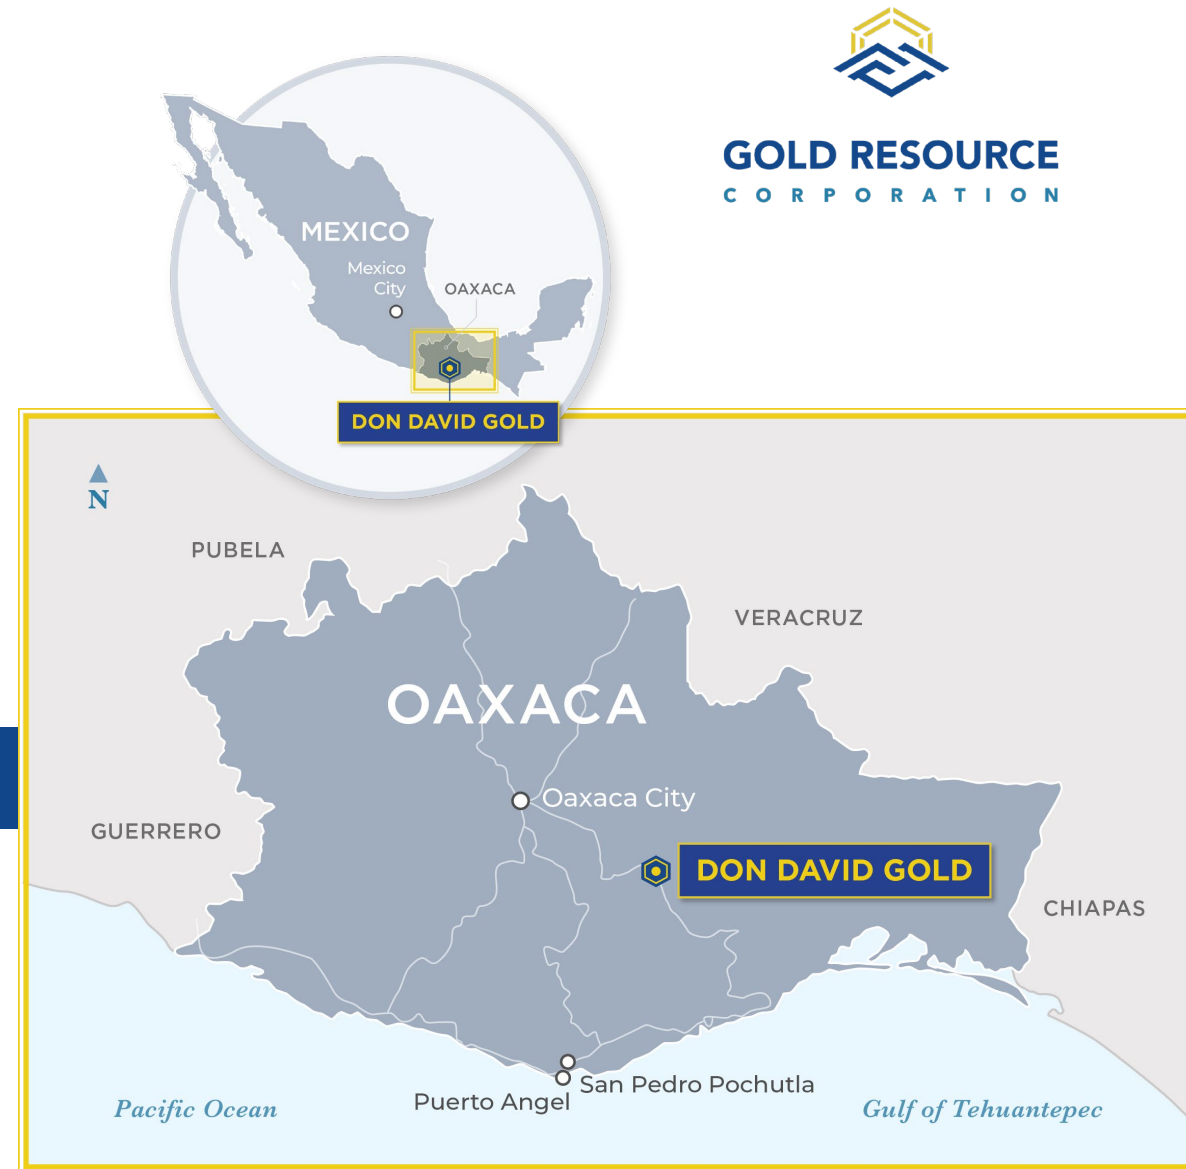 GOLD RESOURCE
CORPORATION
MEXICO
Mexico
City
OAXACA
DON DAVID GOLD
N
PUBELA
VERACRUZ
OAXACA
Oaxaca City
GUERRERO
DON DAVID GOLD
CHIAPAS
San Pedro Pochutla
Puerto Angel
Pacific Ocean
Gulf of Tehuantepec